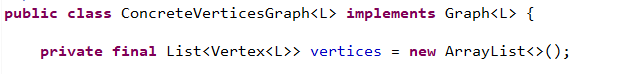 public class ConcreteVerticesGraph<L> implements Graph<L> {
private final List<Vertex<L>> vertices = new ArrayList<>();